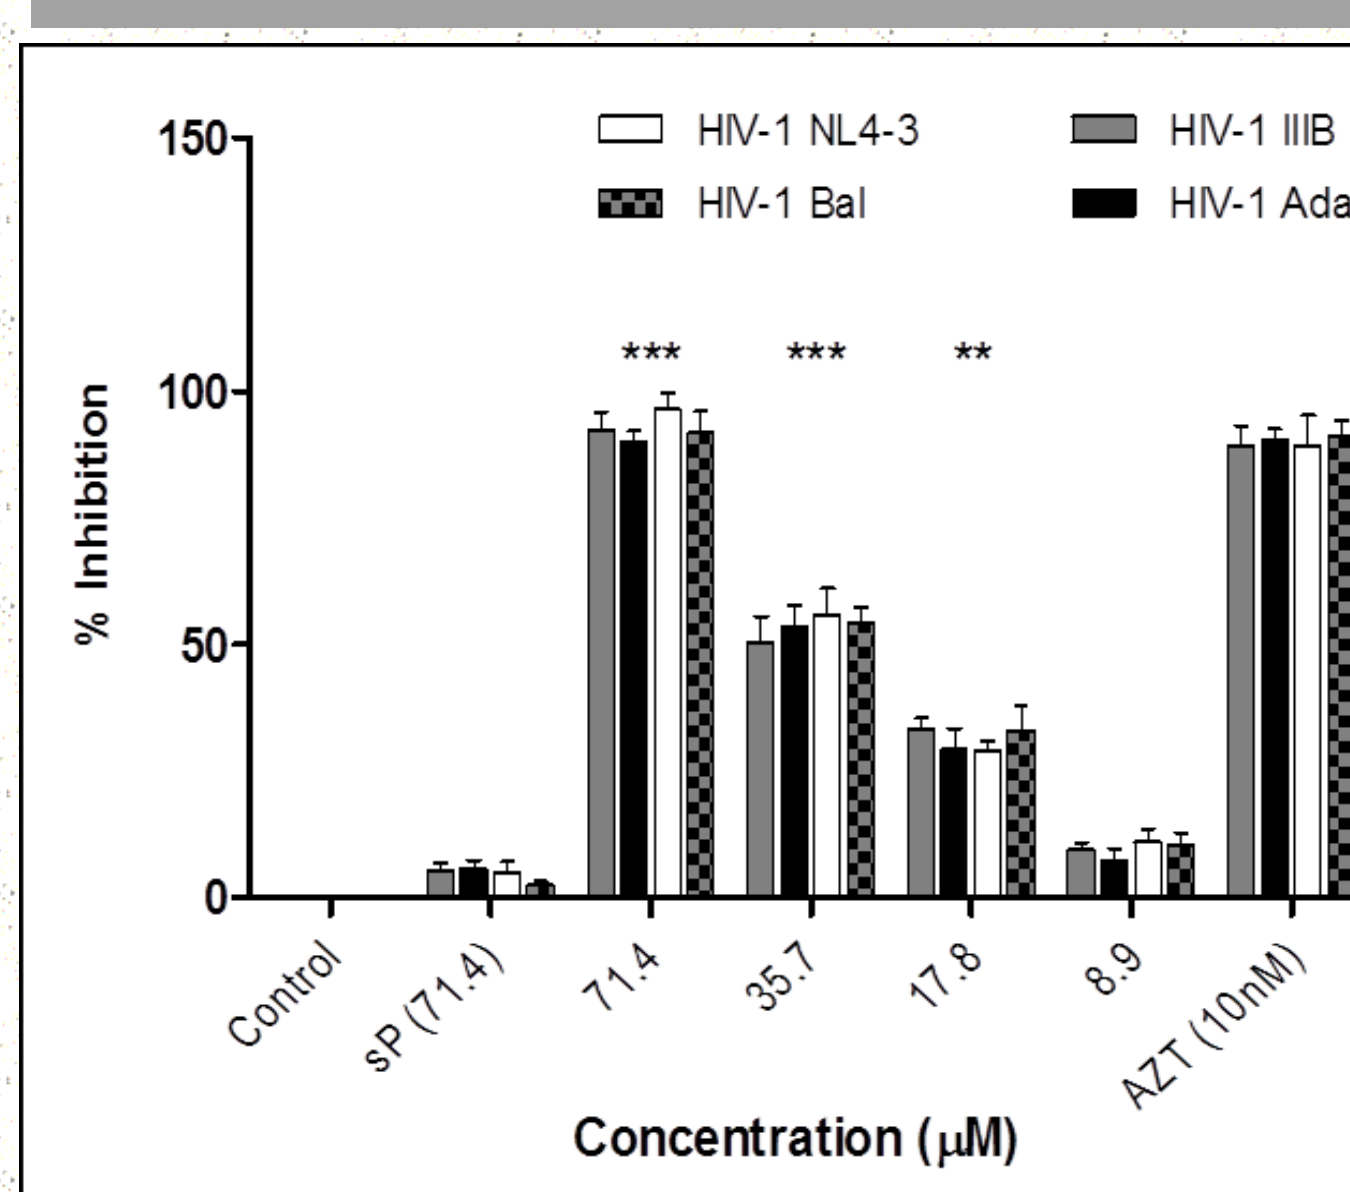 150
HIV-1 NL4-3
HIV-1 IIIB
HIV-1 Bal
HIV-1 Ada
***
***
**
100
% Inhibition
50
0
Control
sP (71.4)
71.4
35.7
17.8
8.9
AZT (10nM)
Concentration (μM)